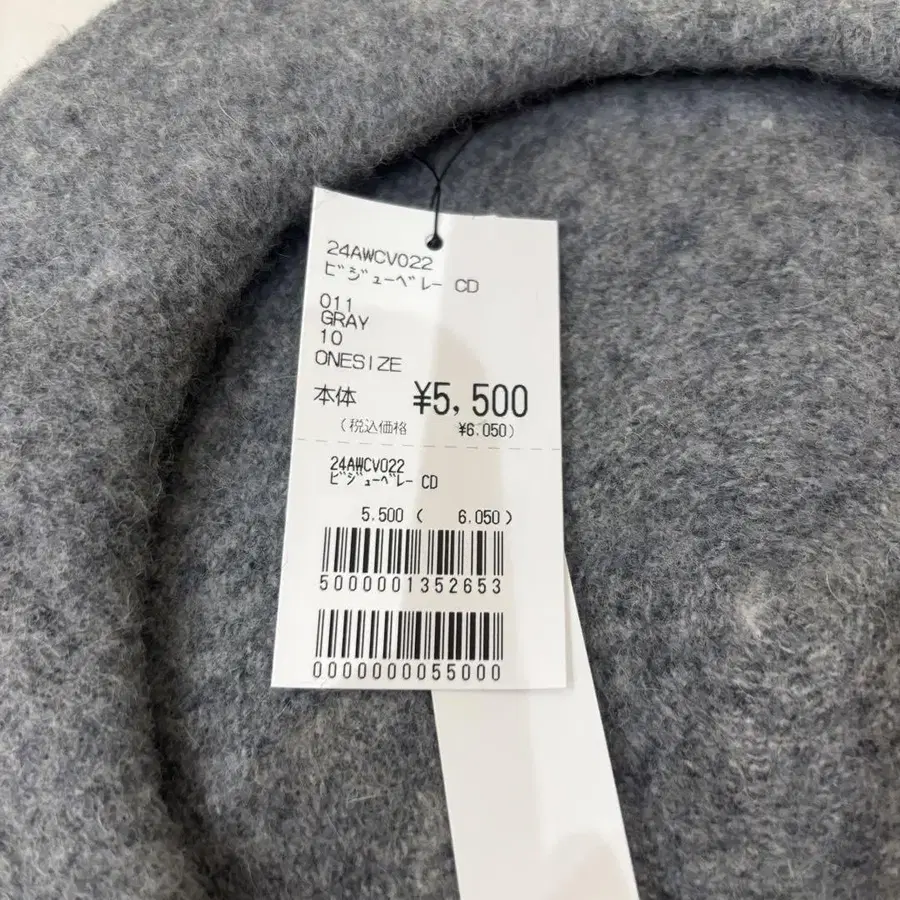 24AWCV022
ﾋﾞｼﾞｭｰﾍﾞﾚｰ CD
011
GRAY
10
ONESIZE
本体 ¥5,500
(税込価格 ¥6.050)
24AWCV022
ﾋﾞｼﾞｭｰﾍﾞﾚｰ CD
5.500 ( 6.050 )
5000001352653
0000000055000